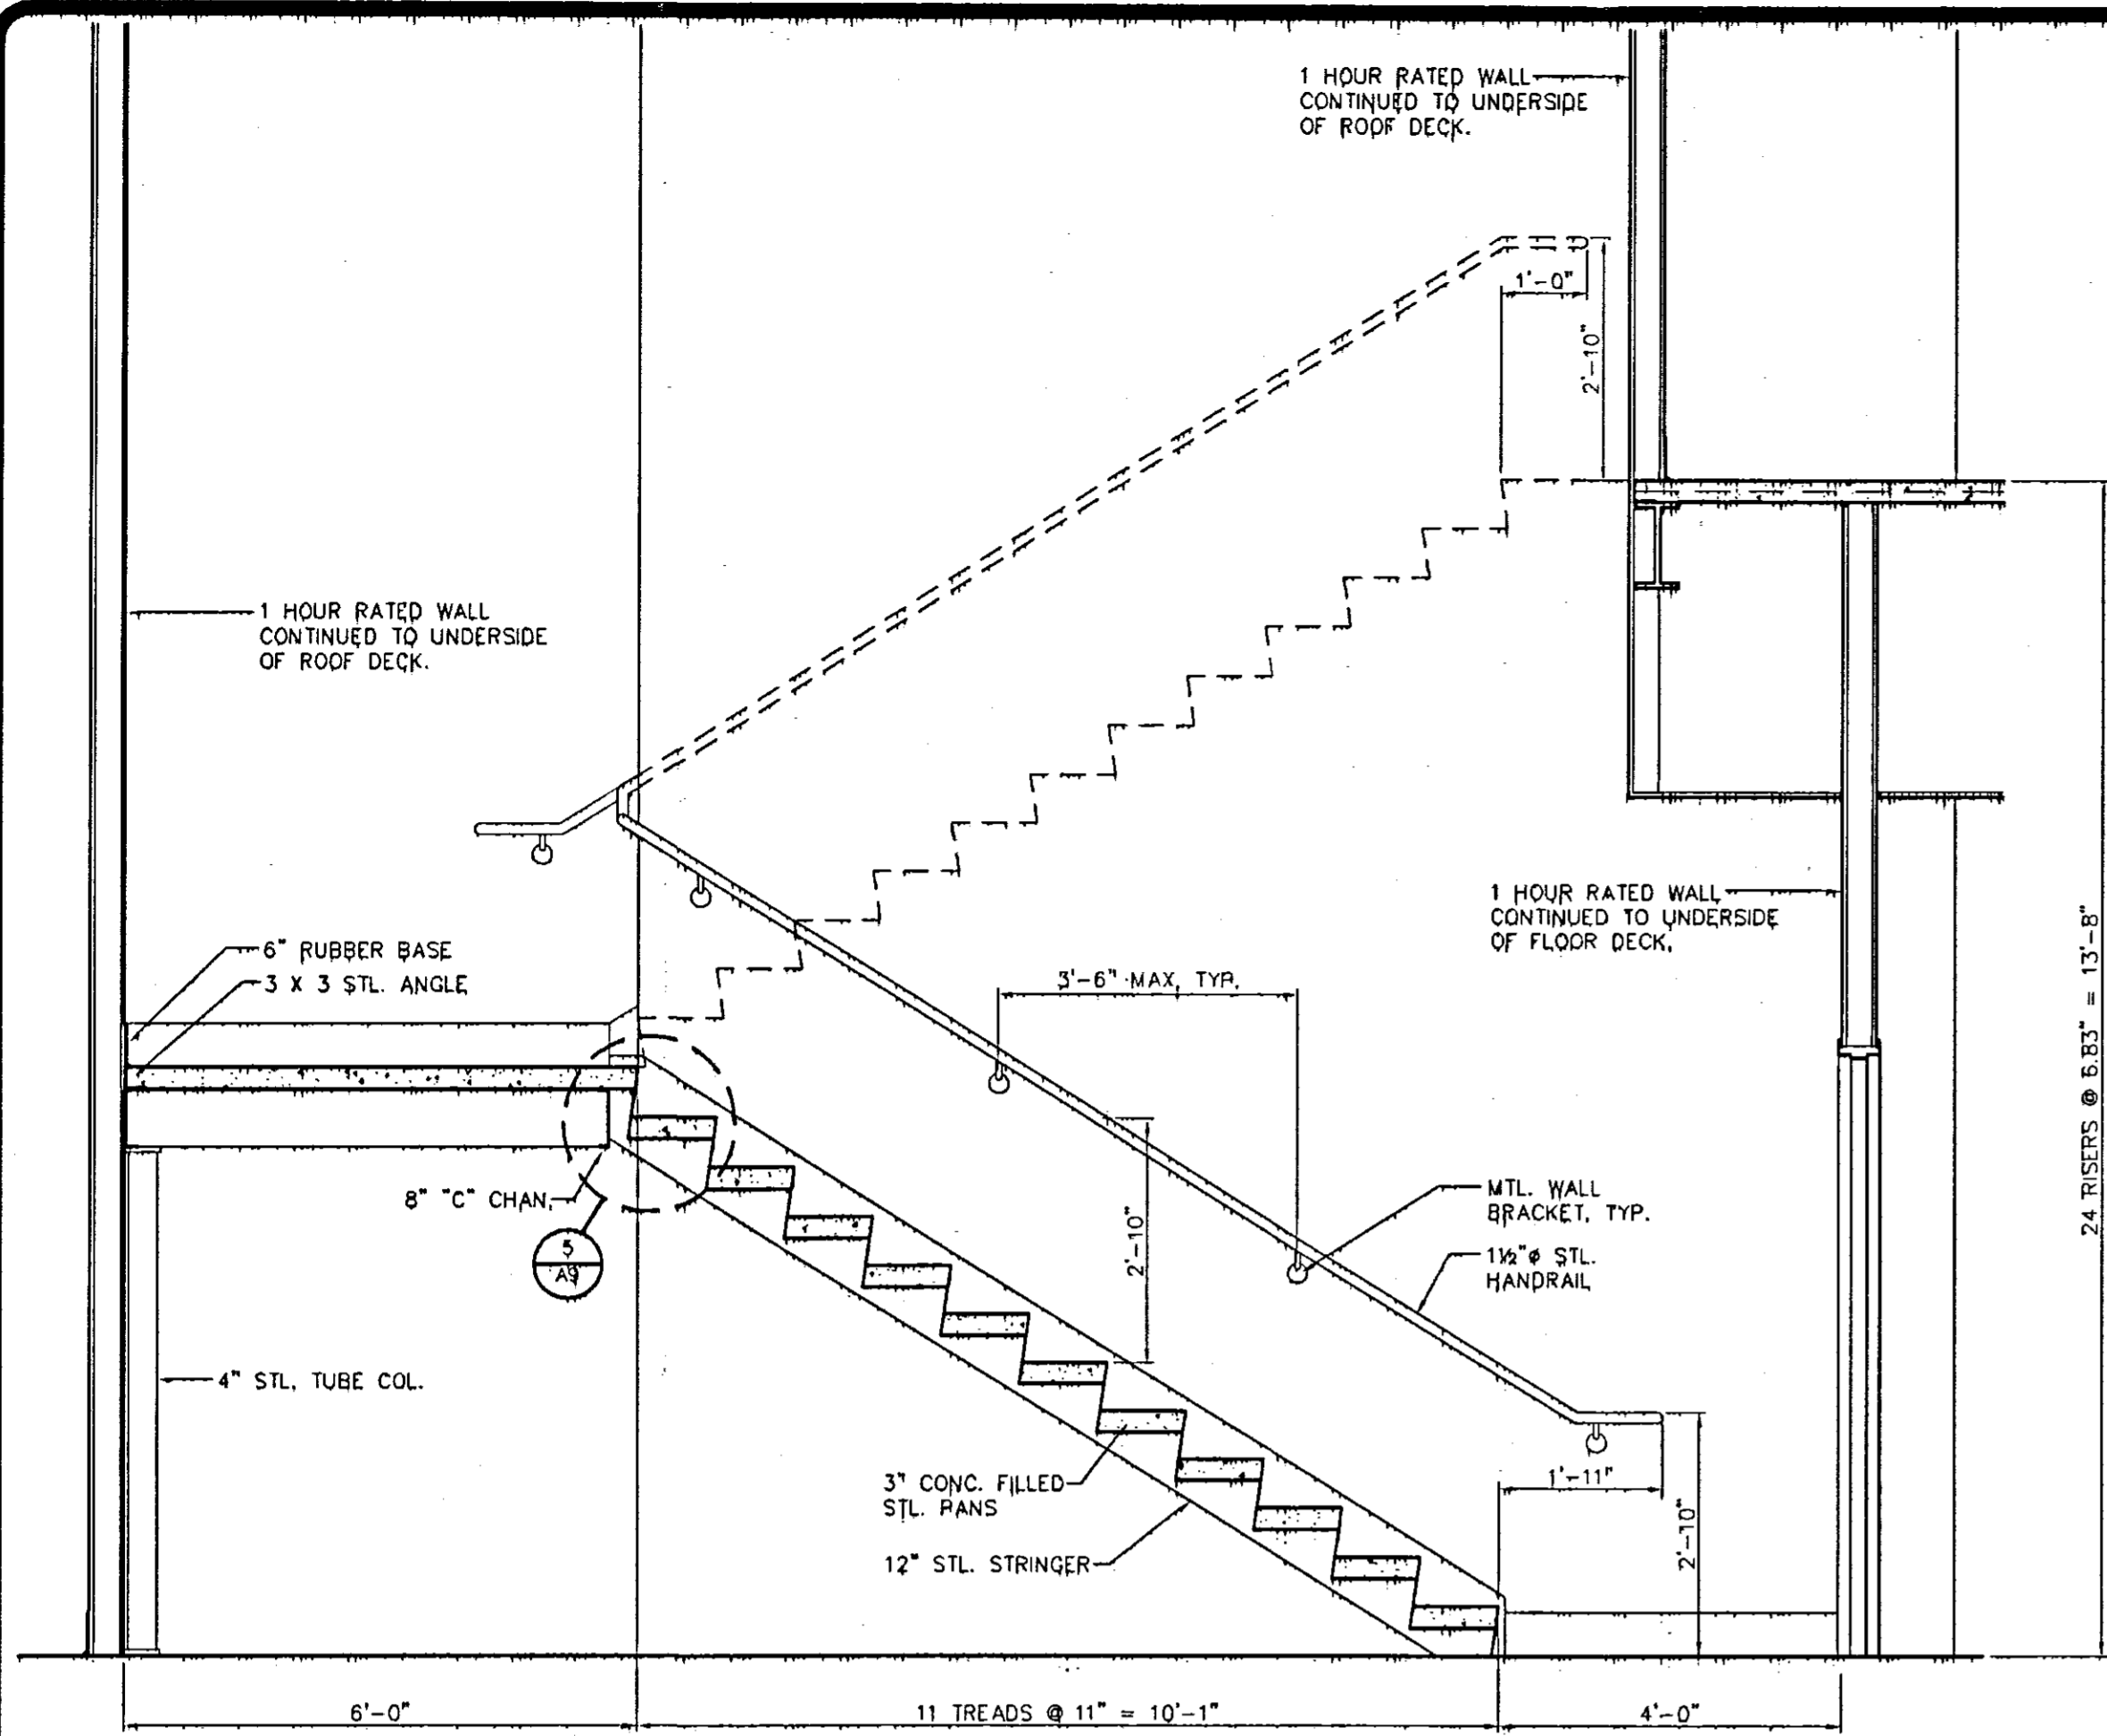 1 HOUR RATED WALL
CONTINUED TO UNDERSIDE
OF ROOF DECK.
1'-0"
2'-10"
1 HOUR RATED WALL
CONTINUED TO UNDERSIDE
OF ROOF DECK.
1 HOUR RATED WALL
CONTINUED TO UNDERSIDE
OF FLOOR DECK.
6" RUBBER BASE
3 X 3 STL. ANGLE
3'-6" MAX. TYP.
24 RISERS @ 6.83" = 13'-8"
8" "C" CHAN.
5
A9
2'-10"
MTL. WALL
BRACKET, TYP.
1½"ø STL.
HANDRAIL
4" STL. TUBE COL.
3" CONC. FILLED
STL. PANS
12" STL. STRINGER
1'-11"
2'-10"
6'-0"
11 TREADS @ 11" = 10'-1"
4'-0"